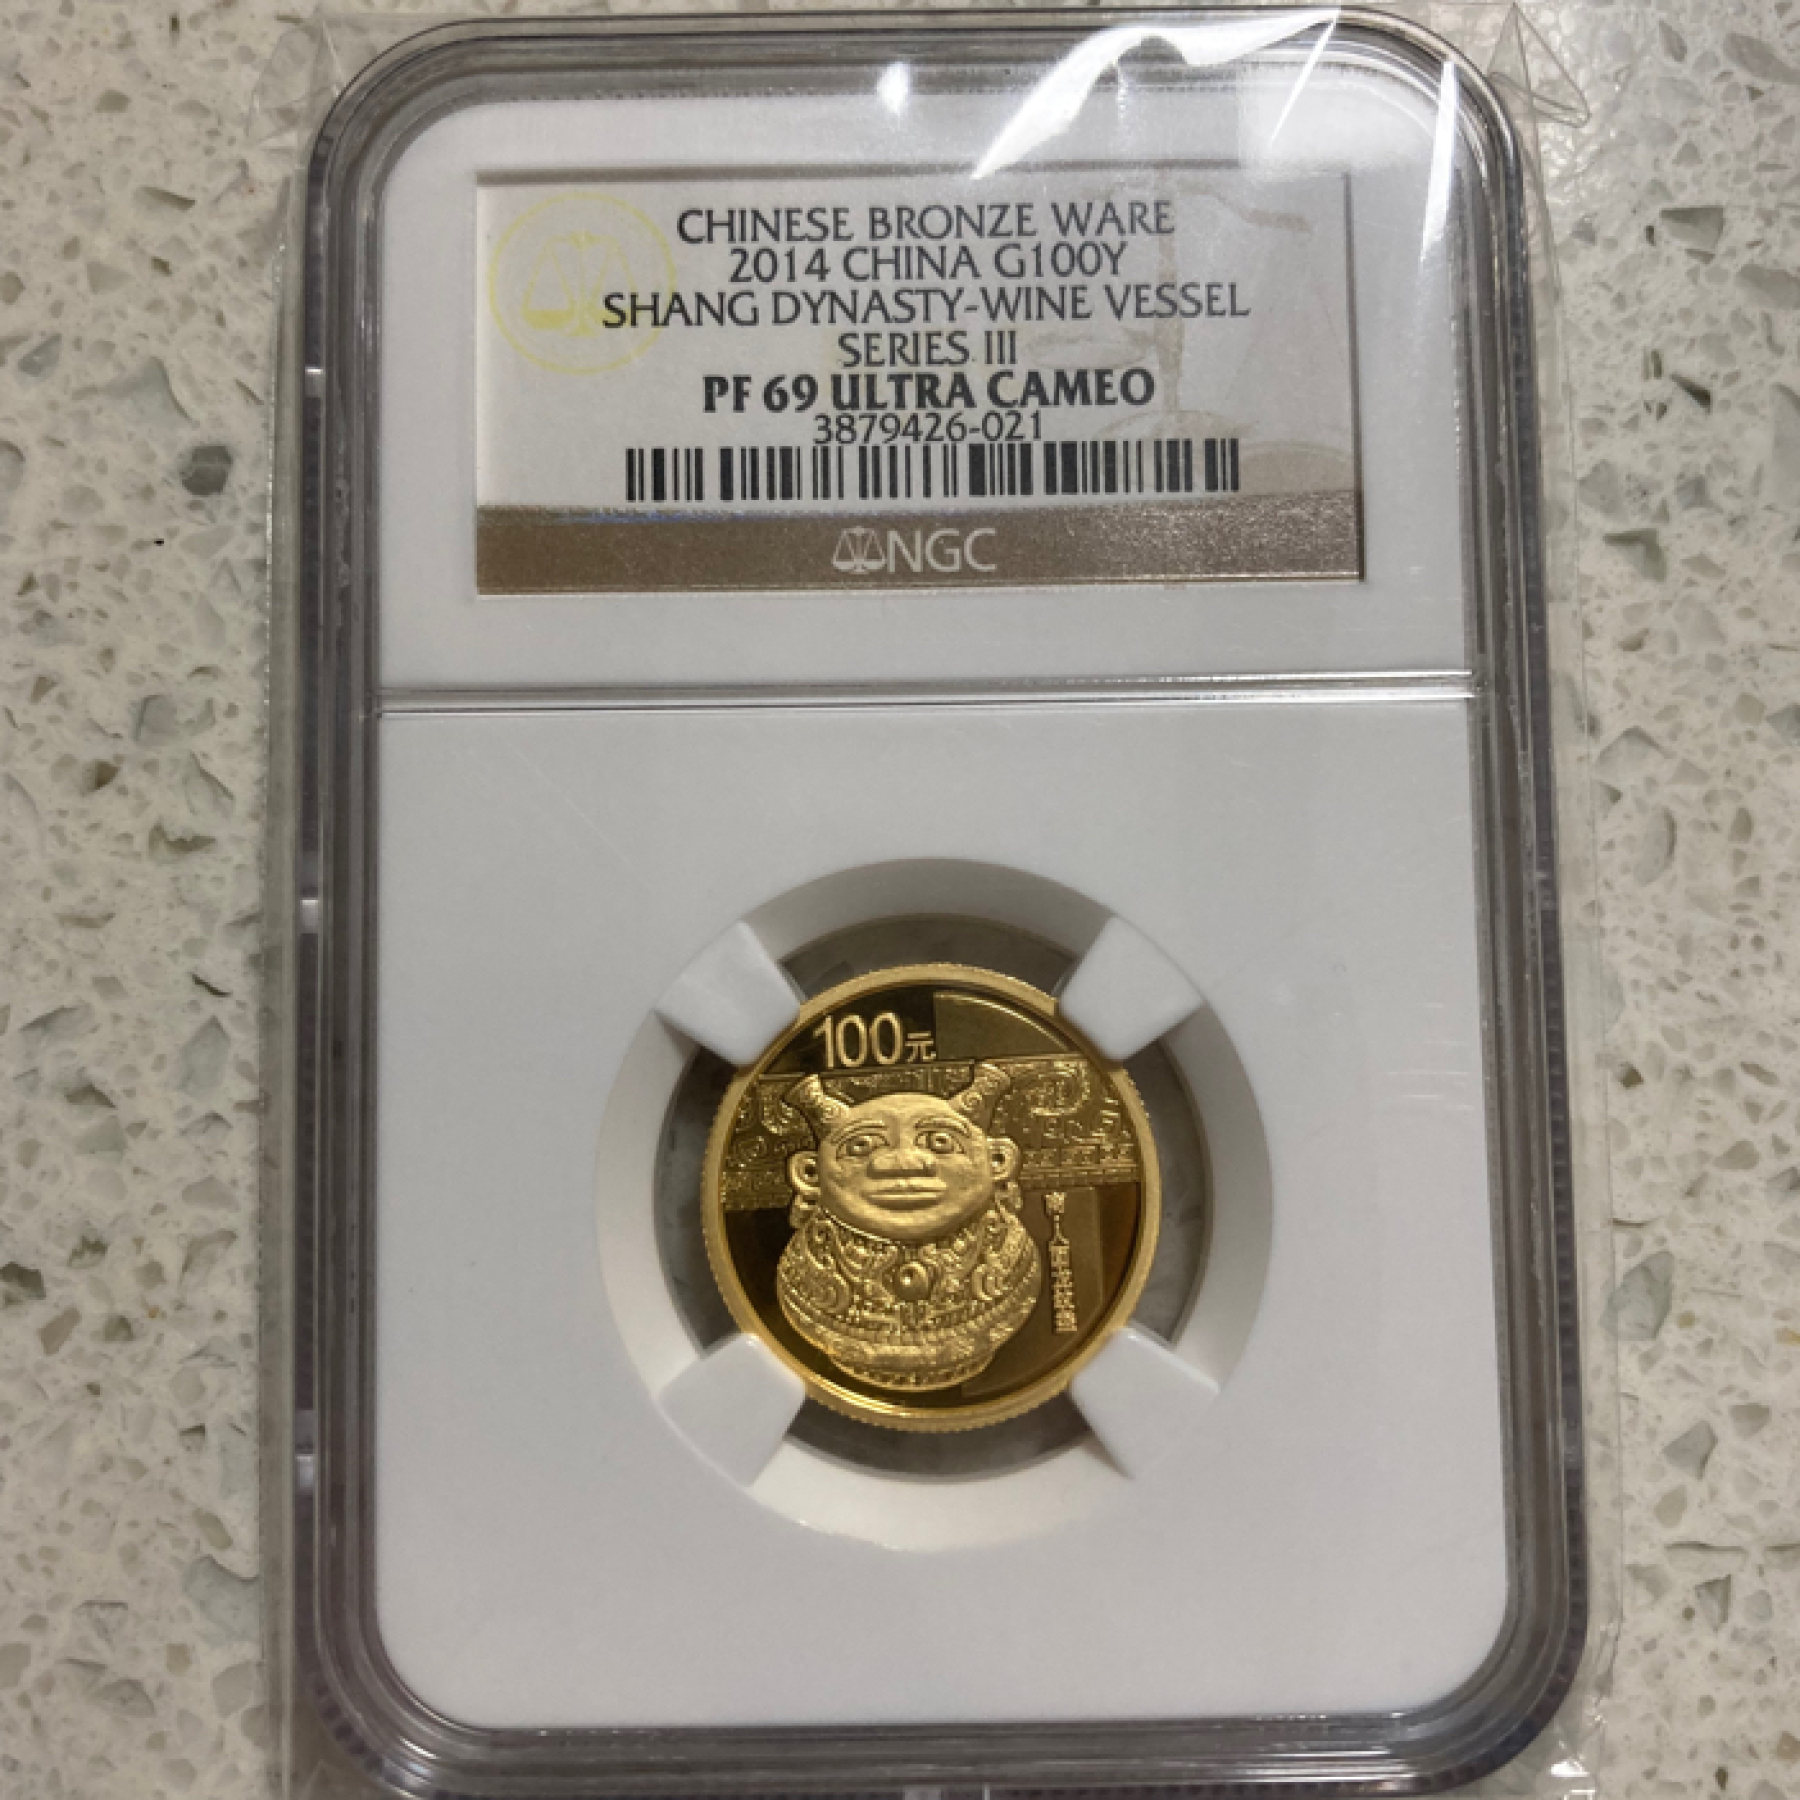 CHINESE BRONZE WARE
2014 CHINA G100Y
SHANG DYNASTY-WINE VESSEL
SERIES III
PF 69 ULTRA CAMEO
3879426-021
NGC
100元